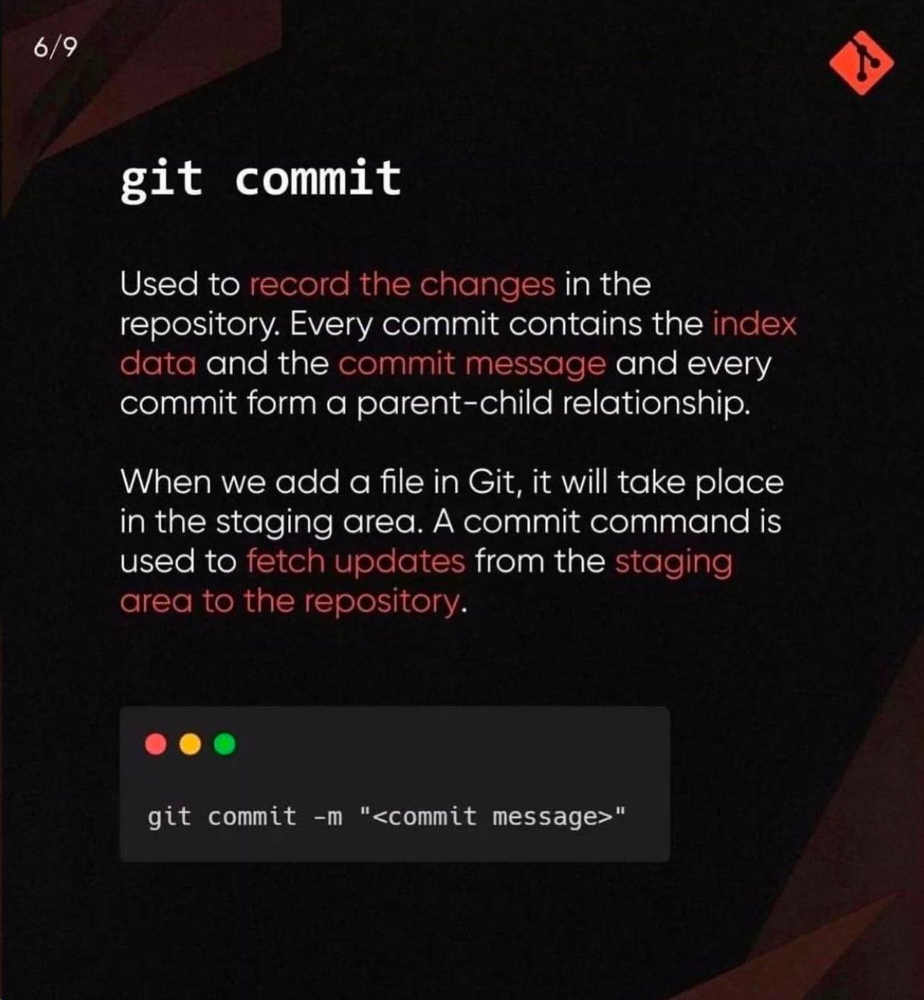 6/9
git commit
Used to record the changes in the
repository. Every commit contains the index
data and the commit message and every
commit form a parent-child relationship.
When we add a file in Git, it will take place
in the staging area. A commit command is
used to fetch updates from the staging
area to the repository.
git commit -m "<commit message>"